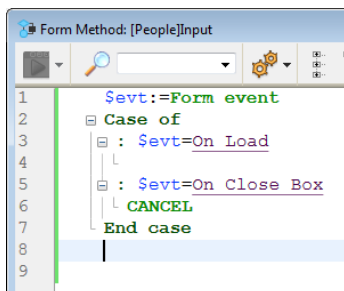 Form Method: [People]Input
1 $evt:=Form event
2 Case of
3 : $evt=On Load
4
5 : $evt=On Close Box
6 CANCEL
7 End case
8
9